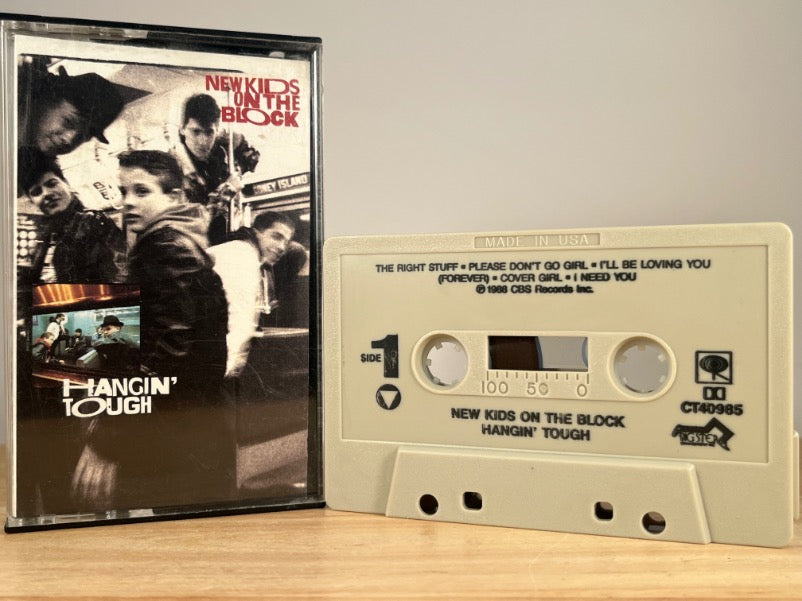 NEW KIDS
ON THE
BLOCK
ONEY ISLAND
HANGIN'
TOUGH
MADE IN USA
THE RIGHT STUFF • PLEASE DON'T GO GIRL • I'LL BE LOVING YOU
(FOREVER) • COVER GIRL • I NEED YOU
℗ 1988 CBS Records Inc.
SIDE 1
100 50 0
CT40985
NEW KIDS ON THE BLOCK
HANGIN' TOUGH